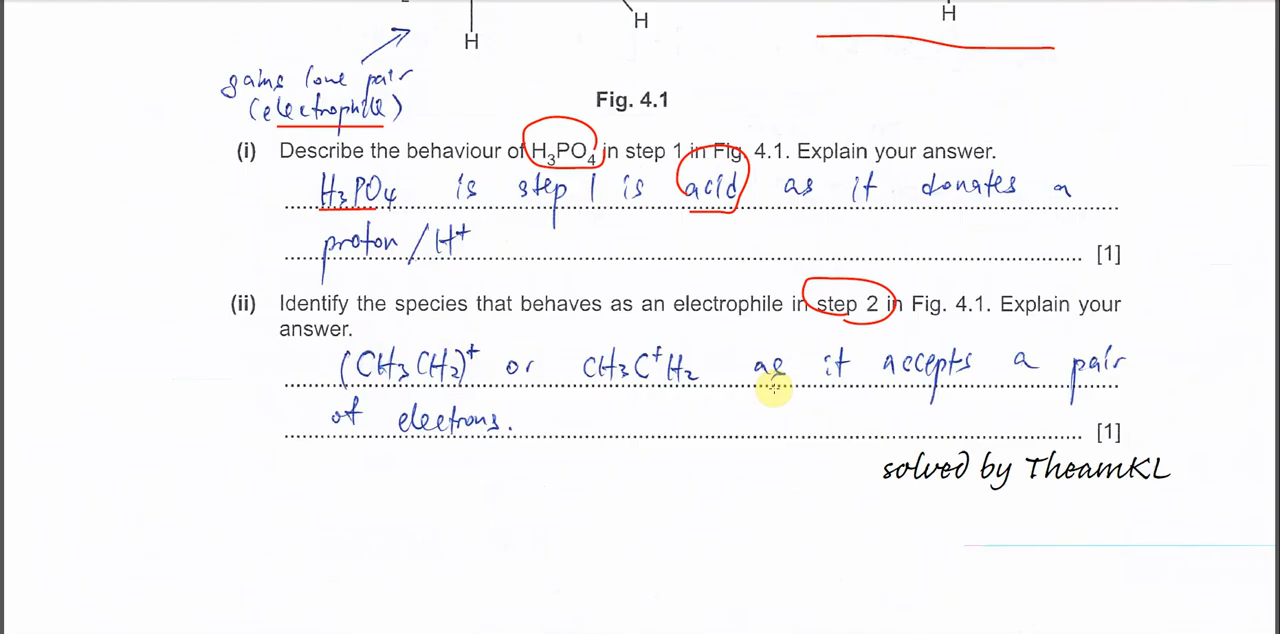 H
H
H
gains lone pair
(electrophile)
Fig. 4.1
(i) Describe the behaviour of H₃PO₄ in step 1 in Fig. 4.1. Explain your answer.
H₃PO₄ is step 1 is acid as it donates a
proton / H⁺
[1]
(ii) Identify the species that behaves as an electrophile in step 2 in Fig. 4.1. Explain your
answer.
(CH₃CH₂)⁺ or CH₃C⁺H₂ as it accepts a pair
of electrons.
[1]
solved by TheamKL